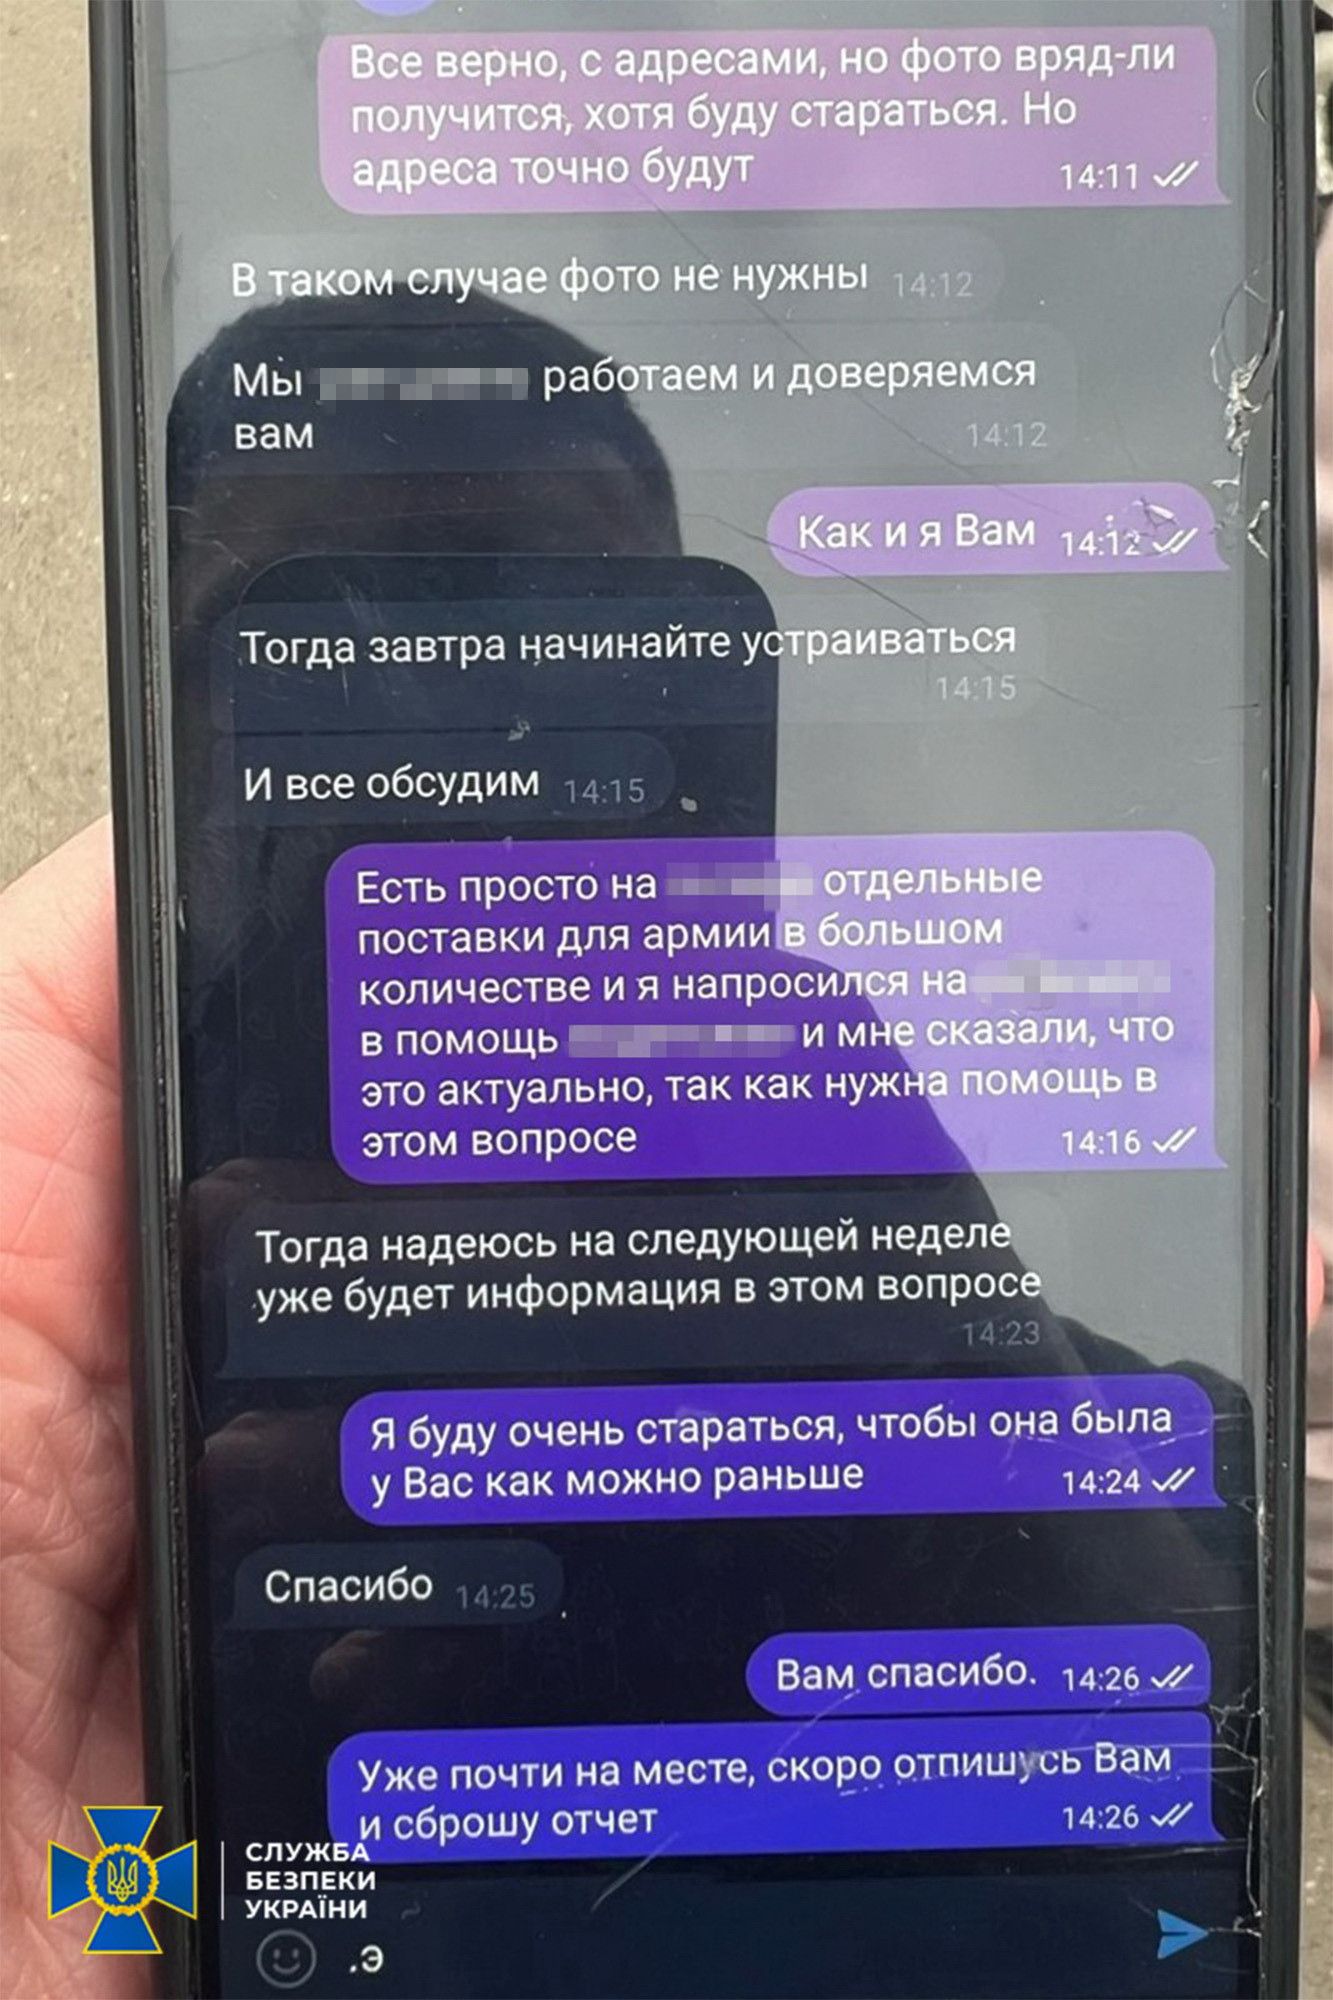 Все верно, с адресами, но фото вряд-ли
получится, хотя буду стараться. Но
адреса точно будут 14:11
В таком случае фото не нужны 14:12
Мы работаем и доверяемся
вам 14:12
Как и я Вам 14:12
Тогда завтра начинайте устраиваться
14:15
И все обсудим 14:15
Есть просто на отдельные
поставки для армии в большом
количестве и я напросился на
в помощь и мне сказали, что
это актуально, так как нужна помощь в
этом вопросе 14:16
Тогда надеюсь на следующей неделе
уже будет информация в этом вопросе
14:23
Я буду очень стараться, чтобы она была
у Вас как можно раньше 14:24
Спасибо 14:25
Вам спасибо. 14:26
Уже почти на месте, скоро отпишусь Вам
и сброшу отчет 14:26
СЛУЖБА
БЕЗПЕКИ
УКРАЇНИ
.э